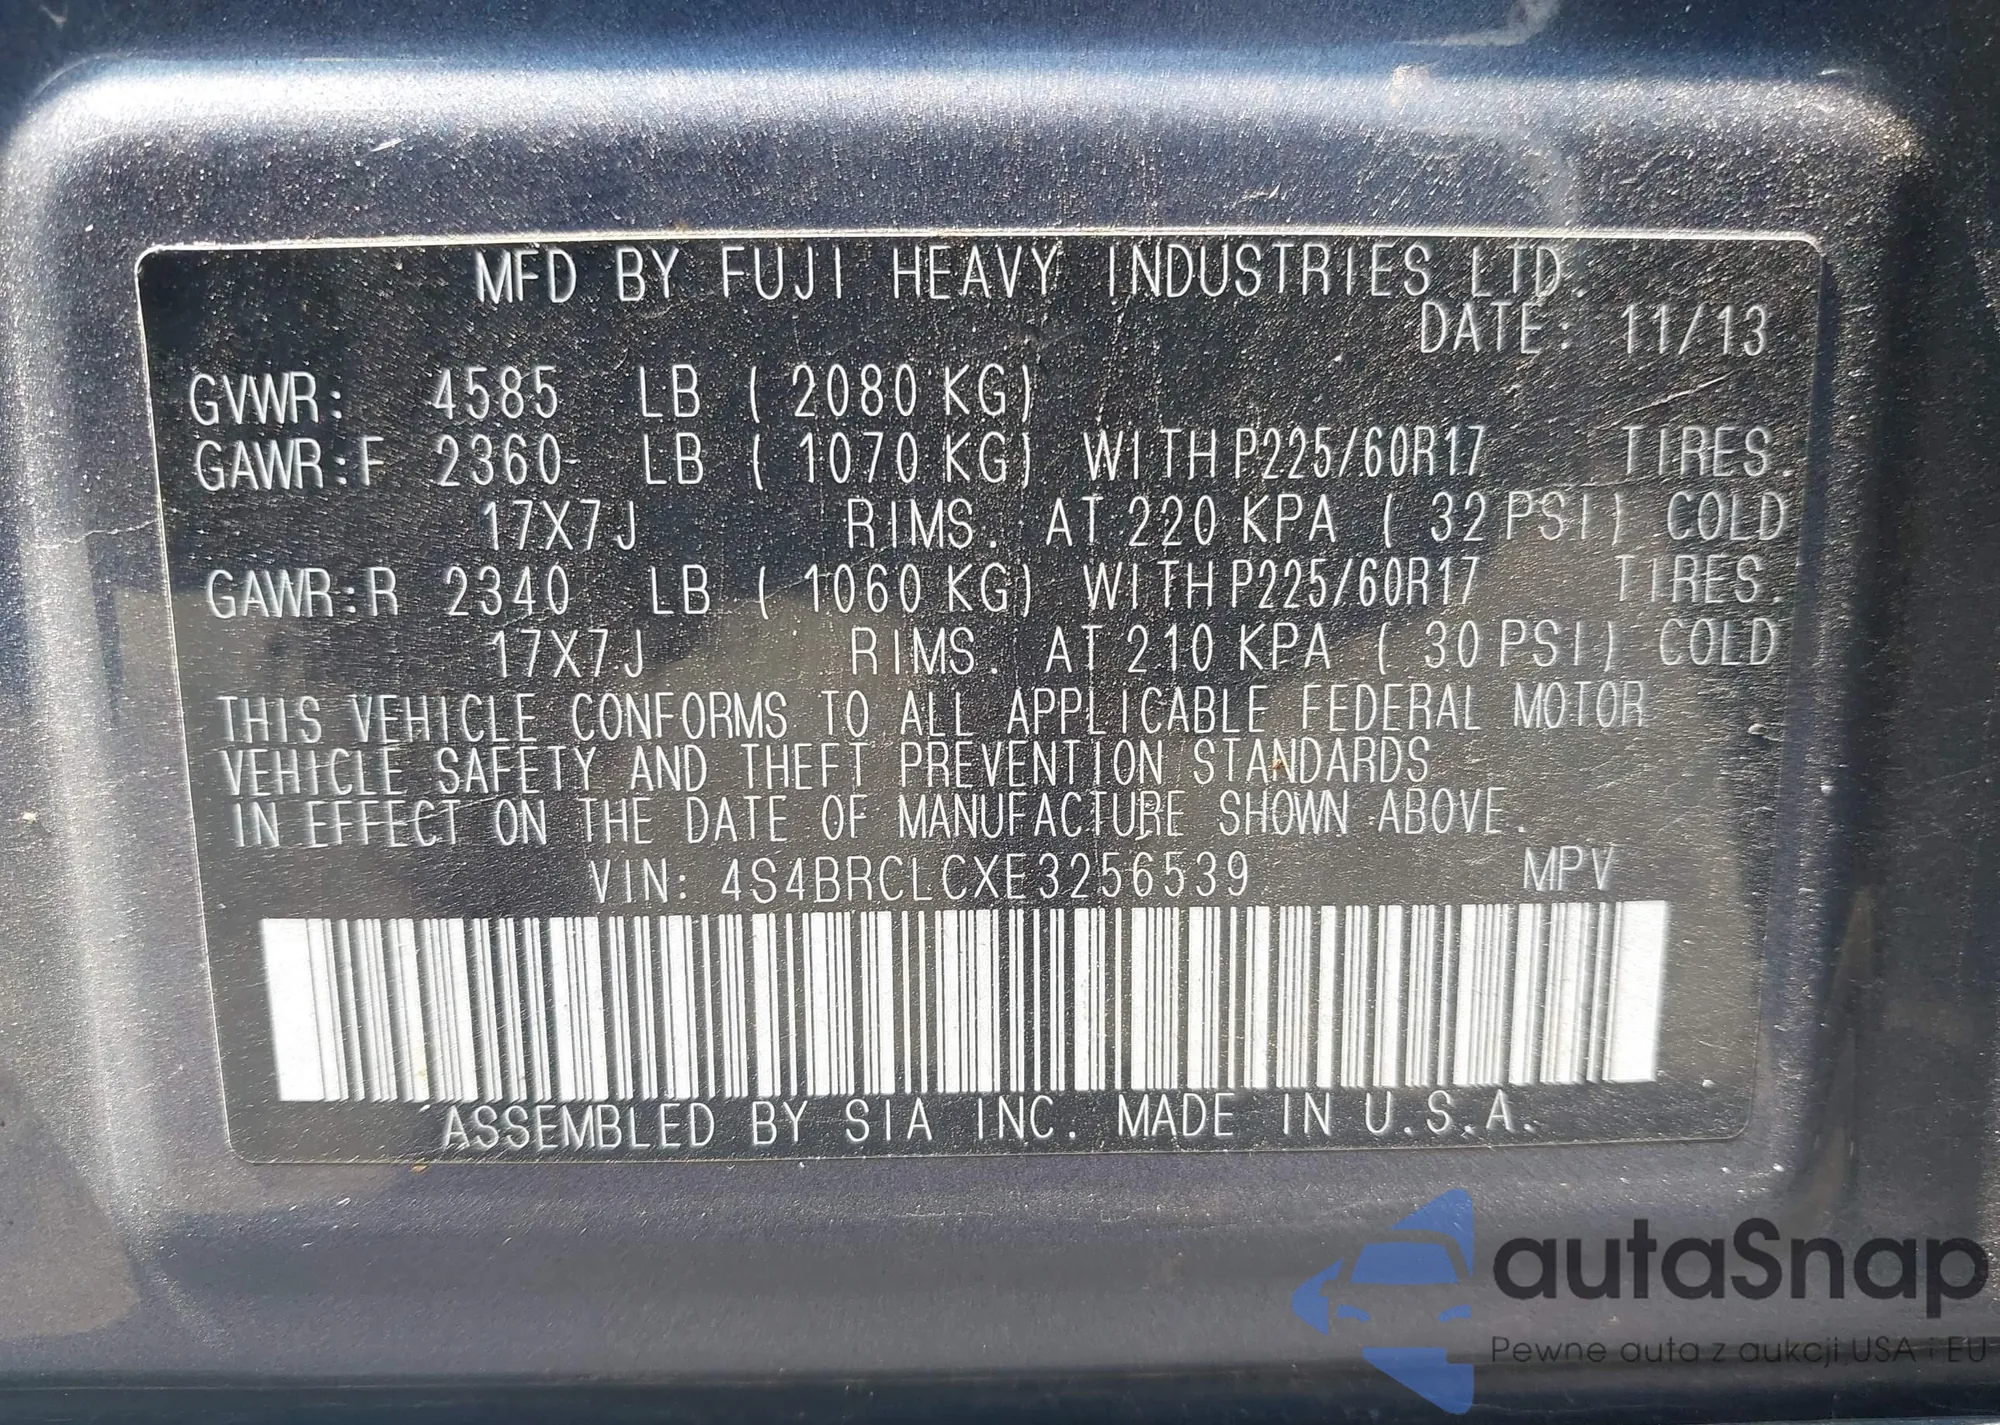 MFD BY FUJI HEAVY INDUSTRIES LTD.
DATE: 11/13
GVWR: 4585 LB ( 2080 KG)
GAWR:F 2360 LB ( 1070 KG) WITH P225/60R17 TIRES.
17X7J RIMS. AT 220 KPA ( 32 PSI) COLD
GAWR:R 2340 LB ( 1060 KG) WITH P225/60R17 TIRES.
17X7J RIMS. AT 210 KPA ( 30 PSI) COLD
THIS VEHICLE CONFORMS TO ALL APPLICABLE FEDERAL MOTOR
VEHICLE SAFETY AND THEFT PREVENTION STANDARDS
IN EFFECT ON THE DATE OF MANUFACTURE SHOWN ABOVE.
VIN: 4S4BRCLCXE3256539 MPV
ASSEMBLED BY SIA INC. MADE IN U.S.A.
autaSnap
Pewne auta z aukcji USA i EU